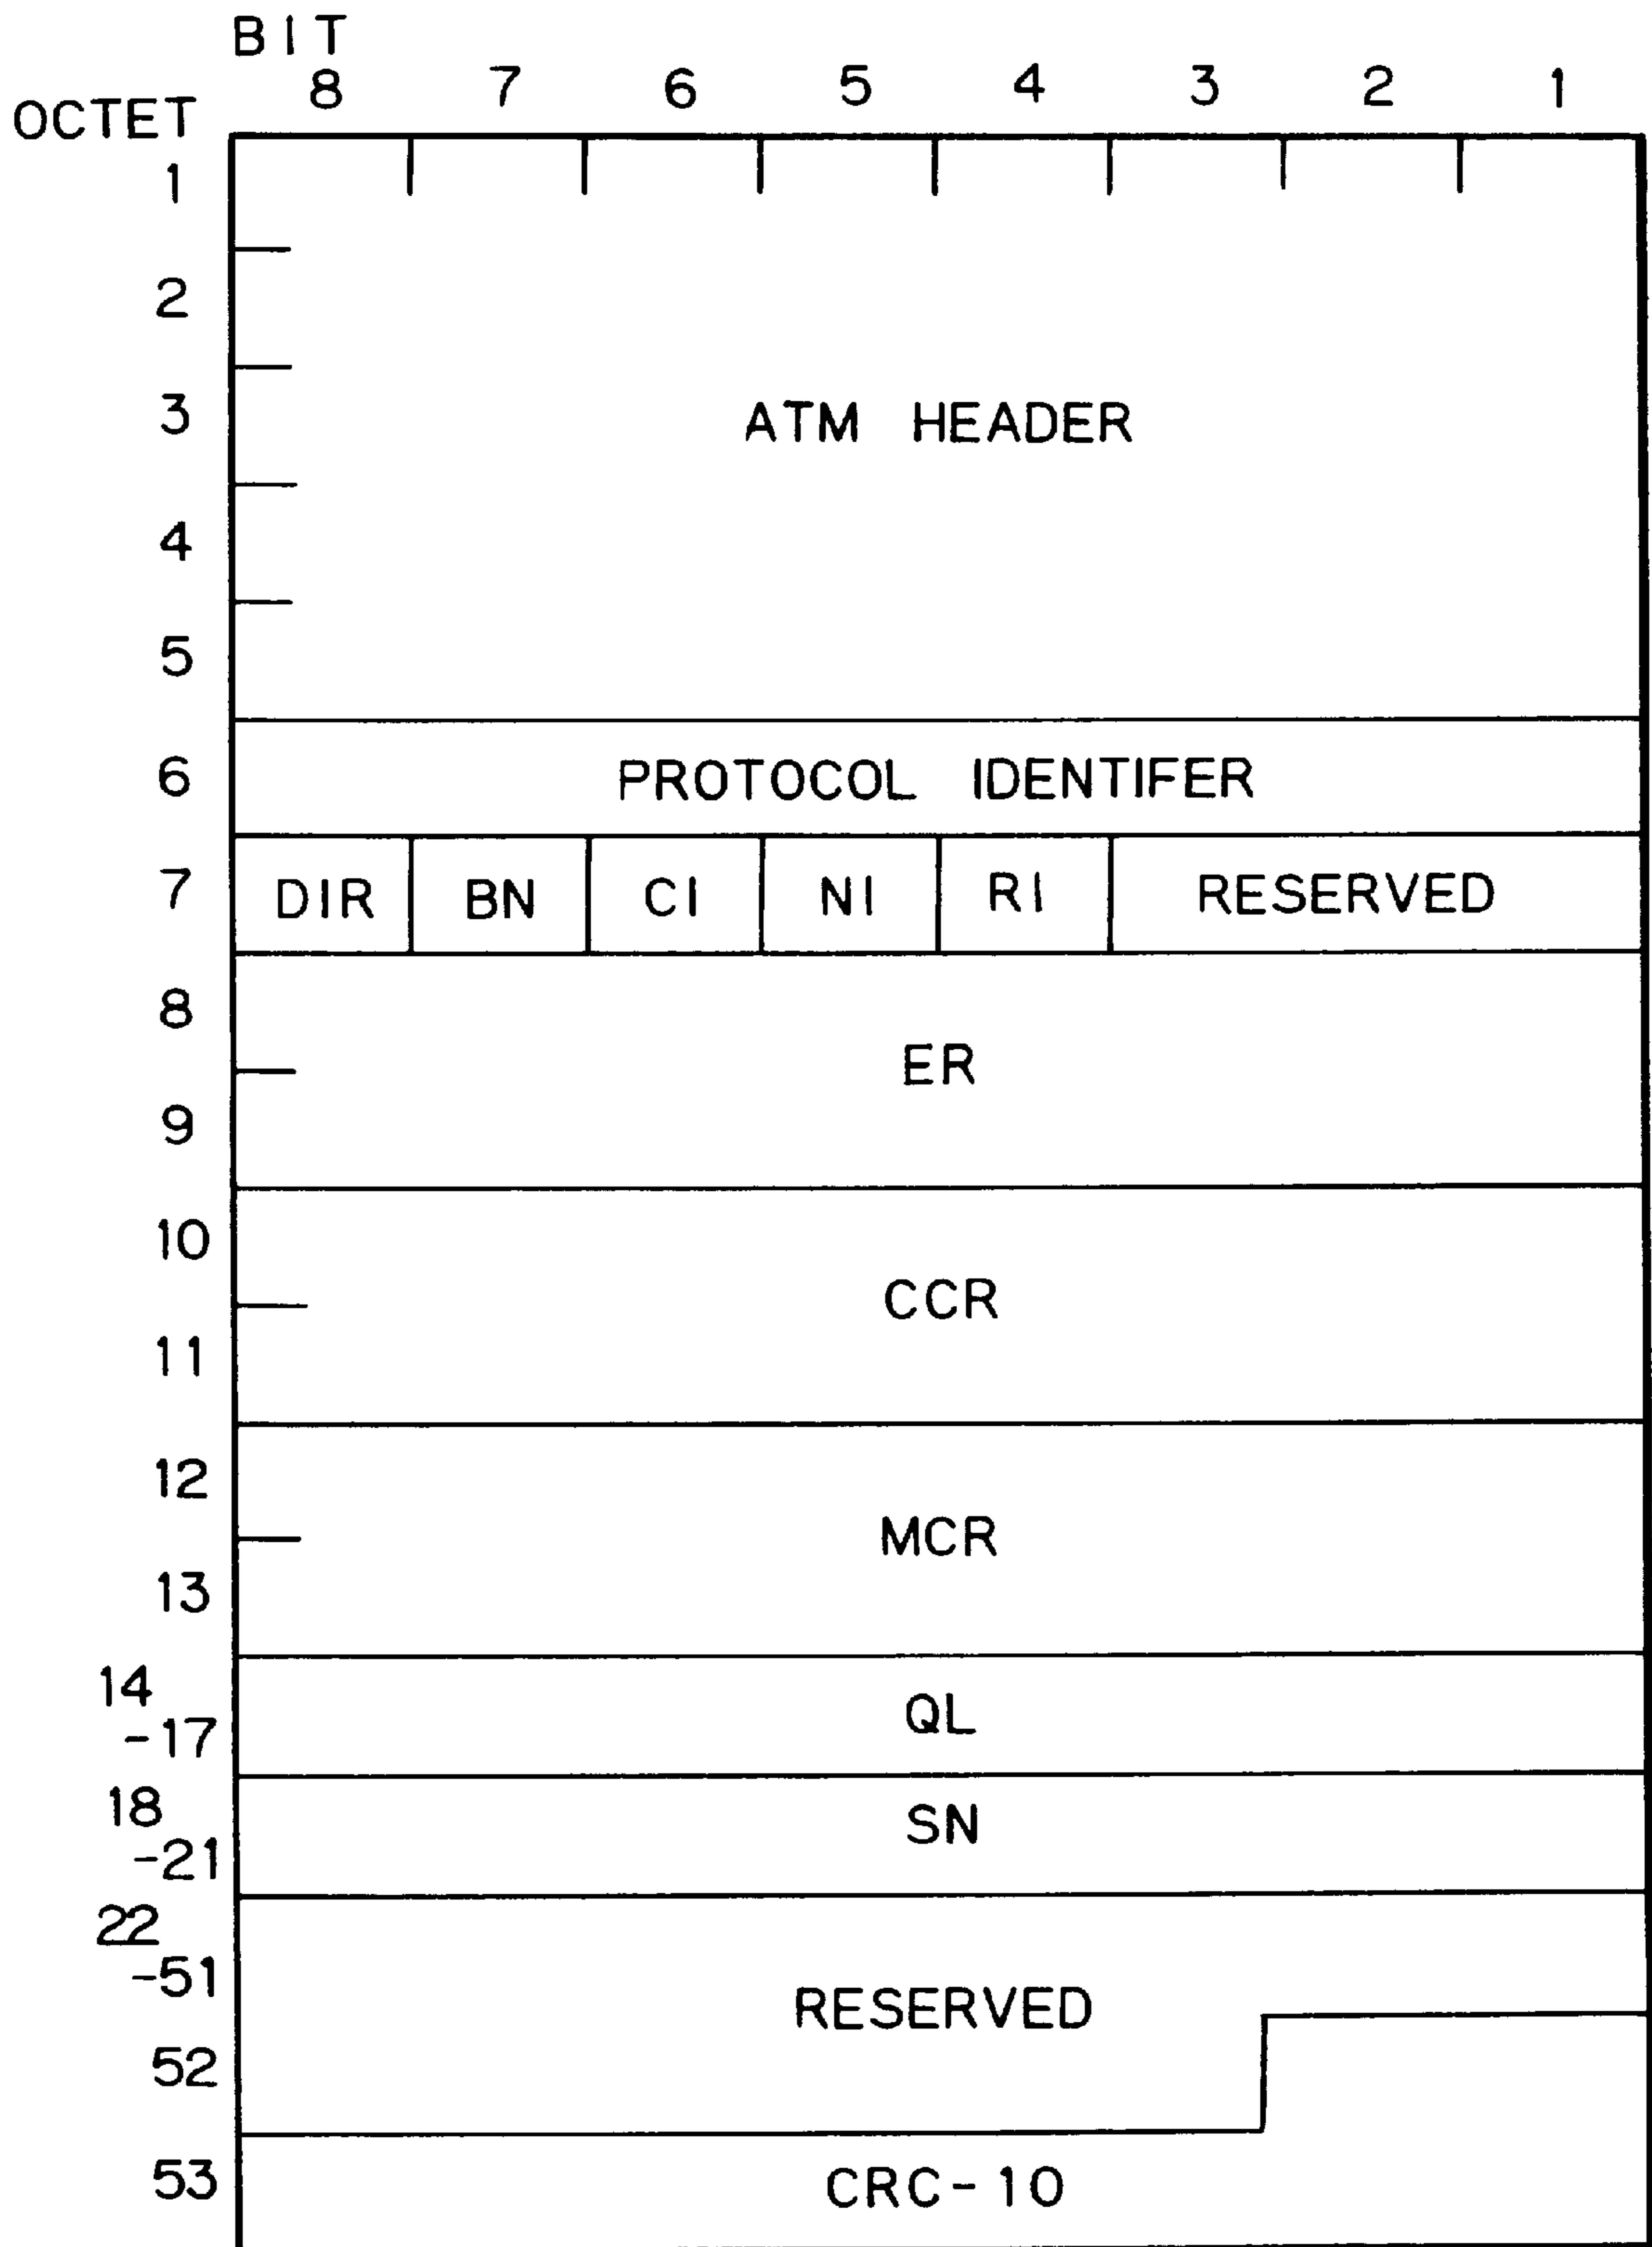 BIT
OCTET 8 7 6 5 4 3 2 1
1
2
3 ATM HEADER
4
5
6 PROTOCOL IDENTIFER
7 DIR BN CI NI RI RESERVED
8
ER
9
10
CCR
11
12
MCR
13
14
-17 QL
18
-21 SN
22
-51
RESERVED
52
53 CRC-10